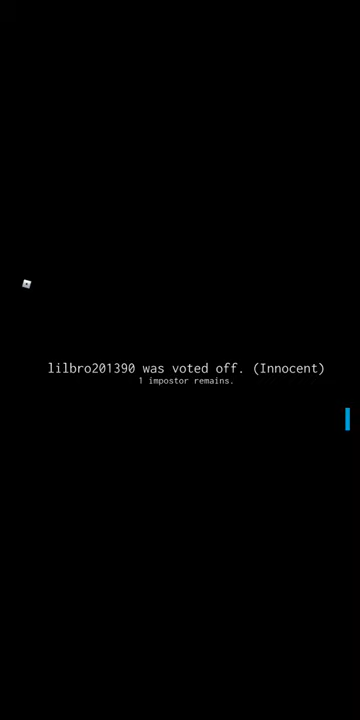 lilbro201390 was voted off. (Innocent)
1 impostor remains.